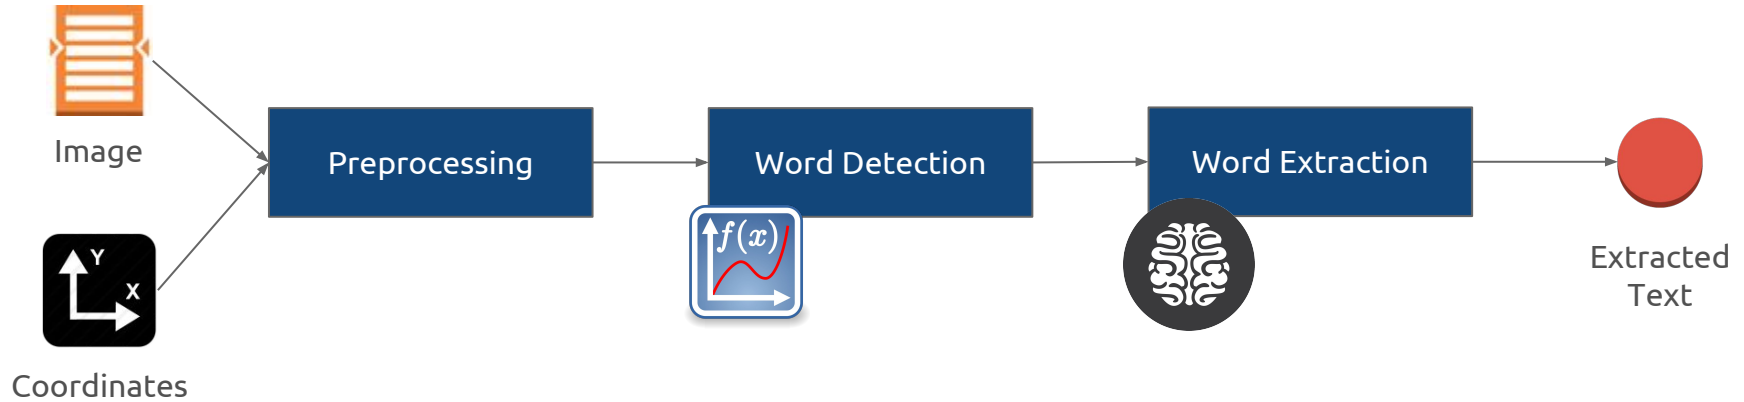 Image
Coordinates
Y
X
Preprocessing
Word Detection
f(x)
Word Extraction
Extracted
Text